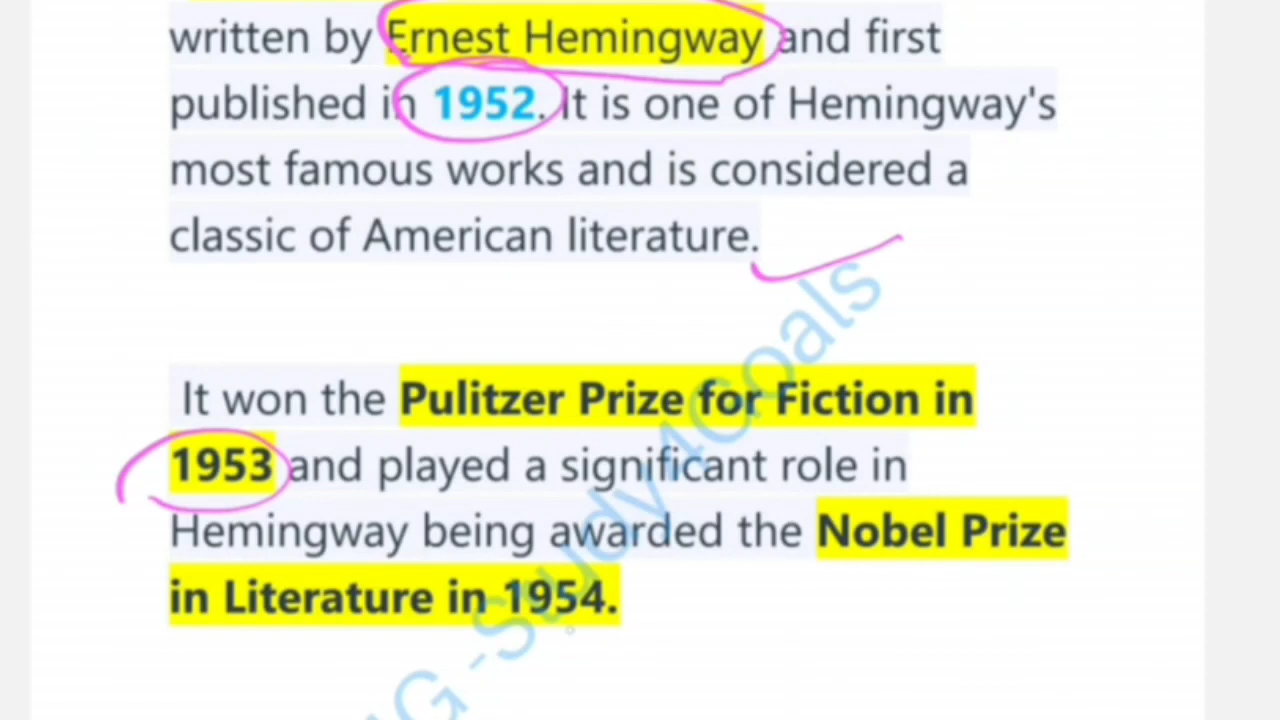 written by Ernest Hemingway and first
published in 1952. It is one of Hemingway's
most famous works and is considered a
classic of American literature.
It won the Pulitzer Prize for Fiction in
1953 and played a significant role in
Hemingway being awarded the Nobel Prize
in Literature in 1954.
G -Study4Goals